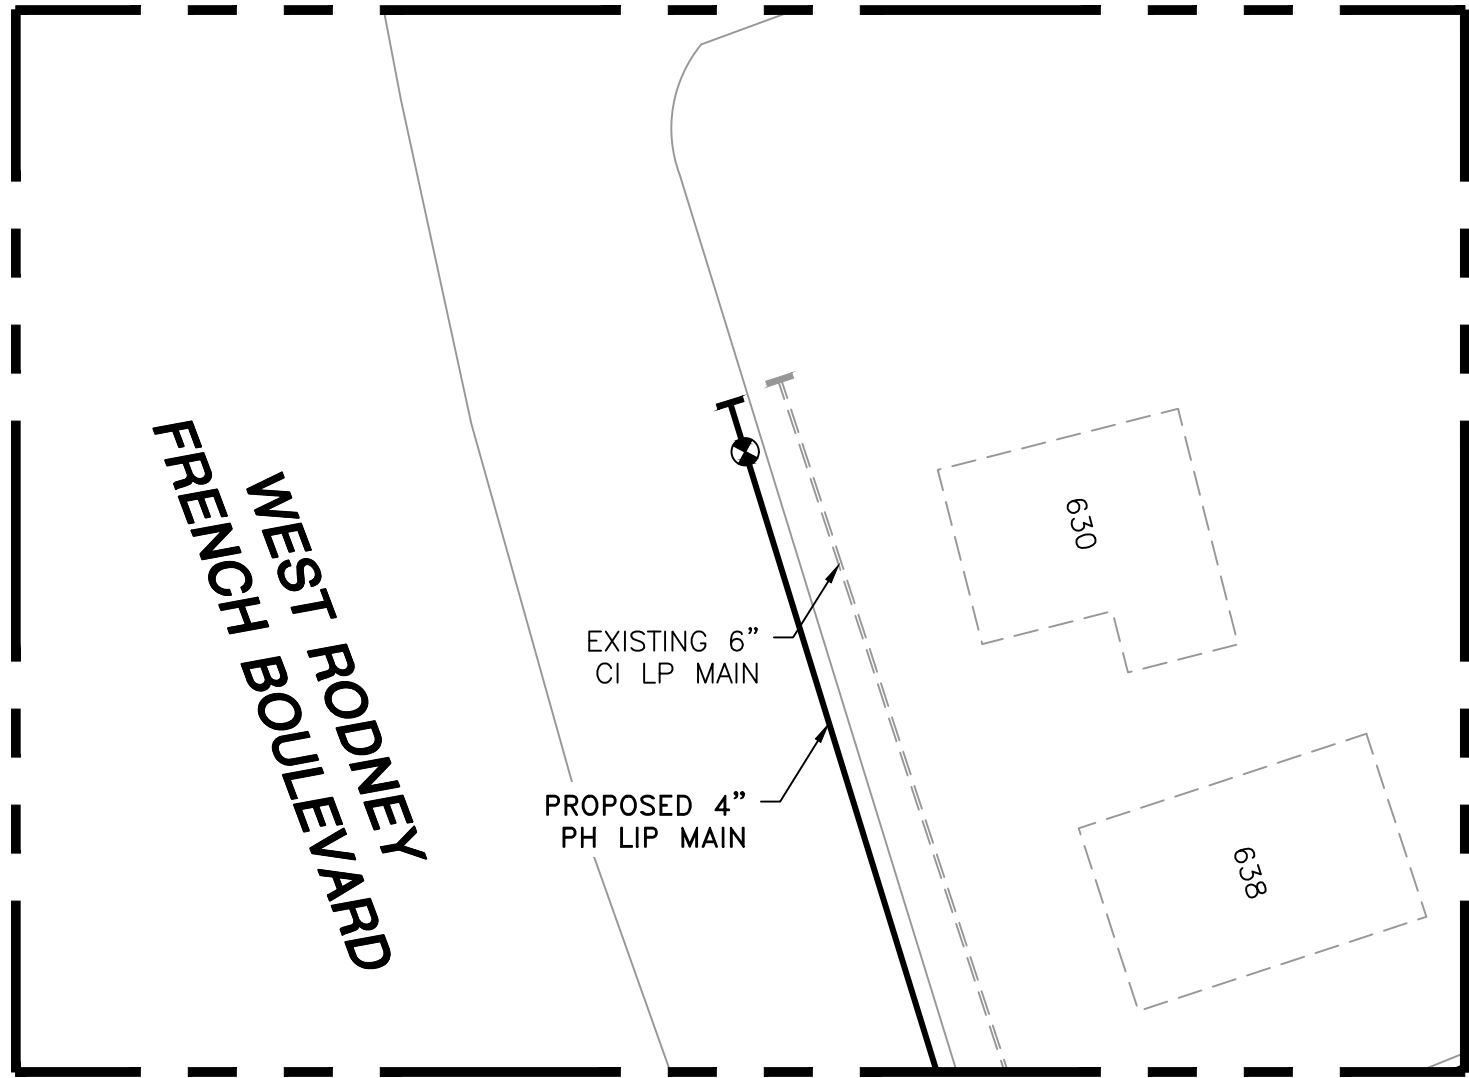 WEST RODNEY
FRENCH BOULEVARD
EXISTING 6"
CI LP MAIN
PROPOSED 4"
PH LIP MAIN
630
638